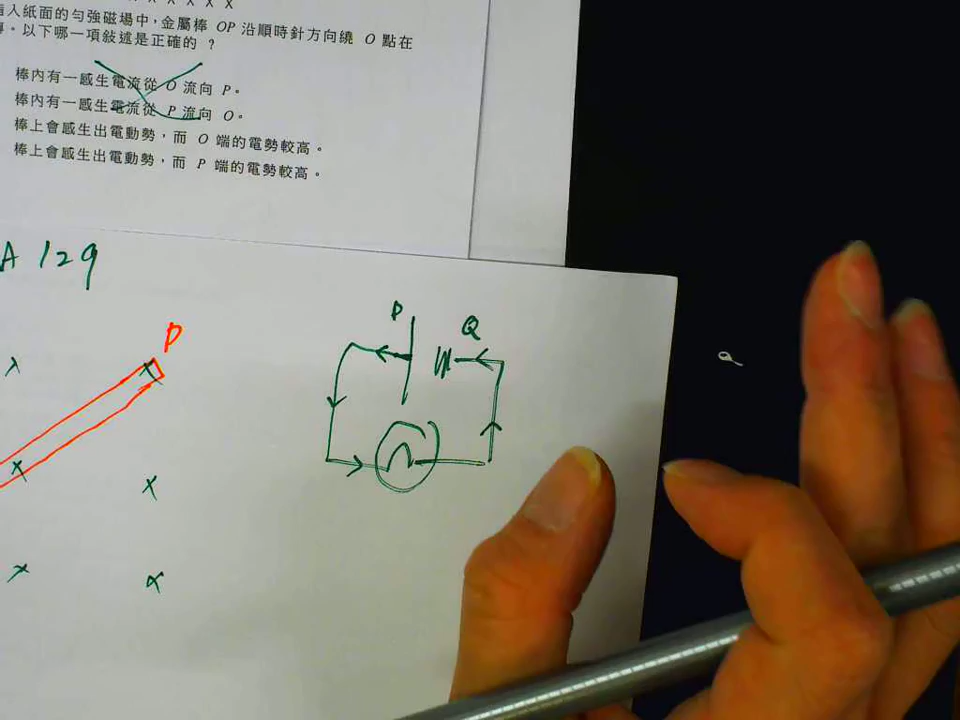 X X X X X X
入紙面的勻強磁場中,金屬棒 OP 沿順時針方向繞 O 點在
。以下哪一項敍述是正確的 ?
棒內有一感生電流從 O 流向 P。
棒內有一感生電流從 P 流向 O。
棒上會感生出電動勢,而 O 端的電勢較高。
棒上會感生出電動勢,而 P 端的電勢較高。
A 129
P
P
Q